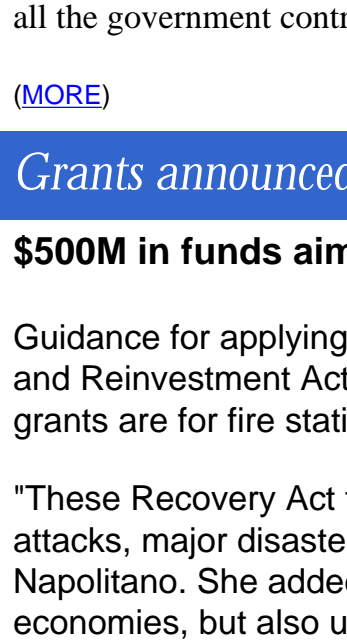 all the government contr
(MORE)
Grants announced
$500M in funds aim
Guidance for applying
and Reinvestment Act
grants are for fire stati
"These Recovery Act f
attacks, major disaste
Napolitano. She added
economies, but also u